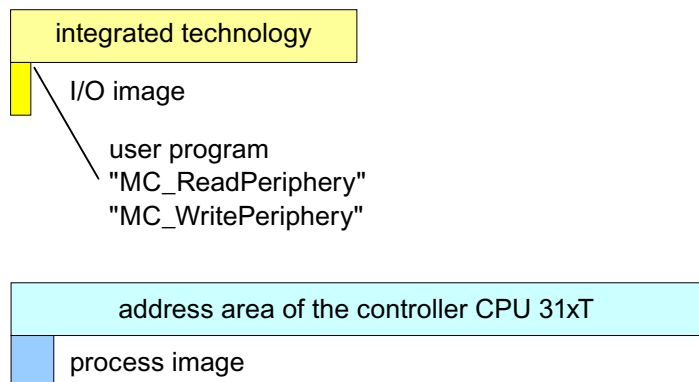 integrated technology
I/O image
user program
"MC_ReadPeriphery"
"MC_WritePeriphery"
address area of the controller CPU 31xT
process image